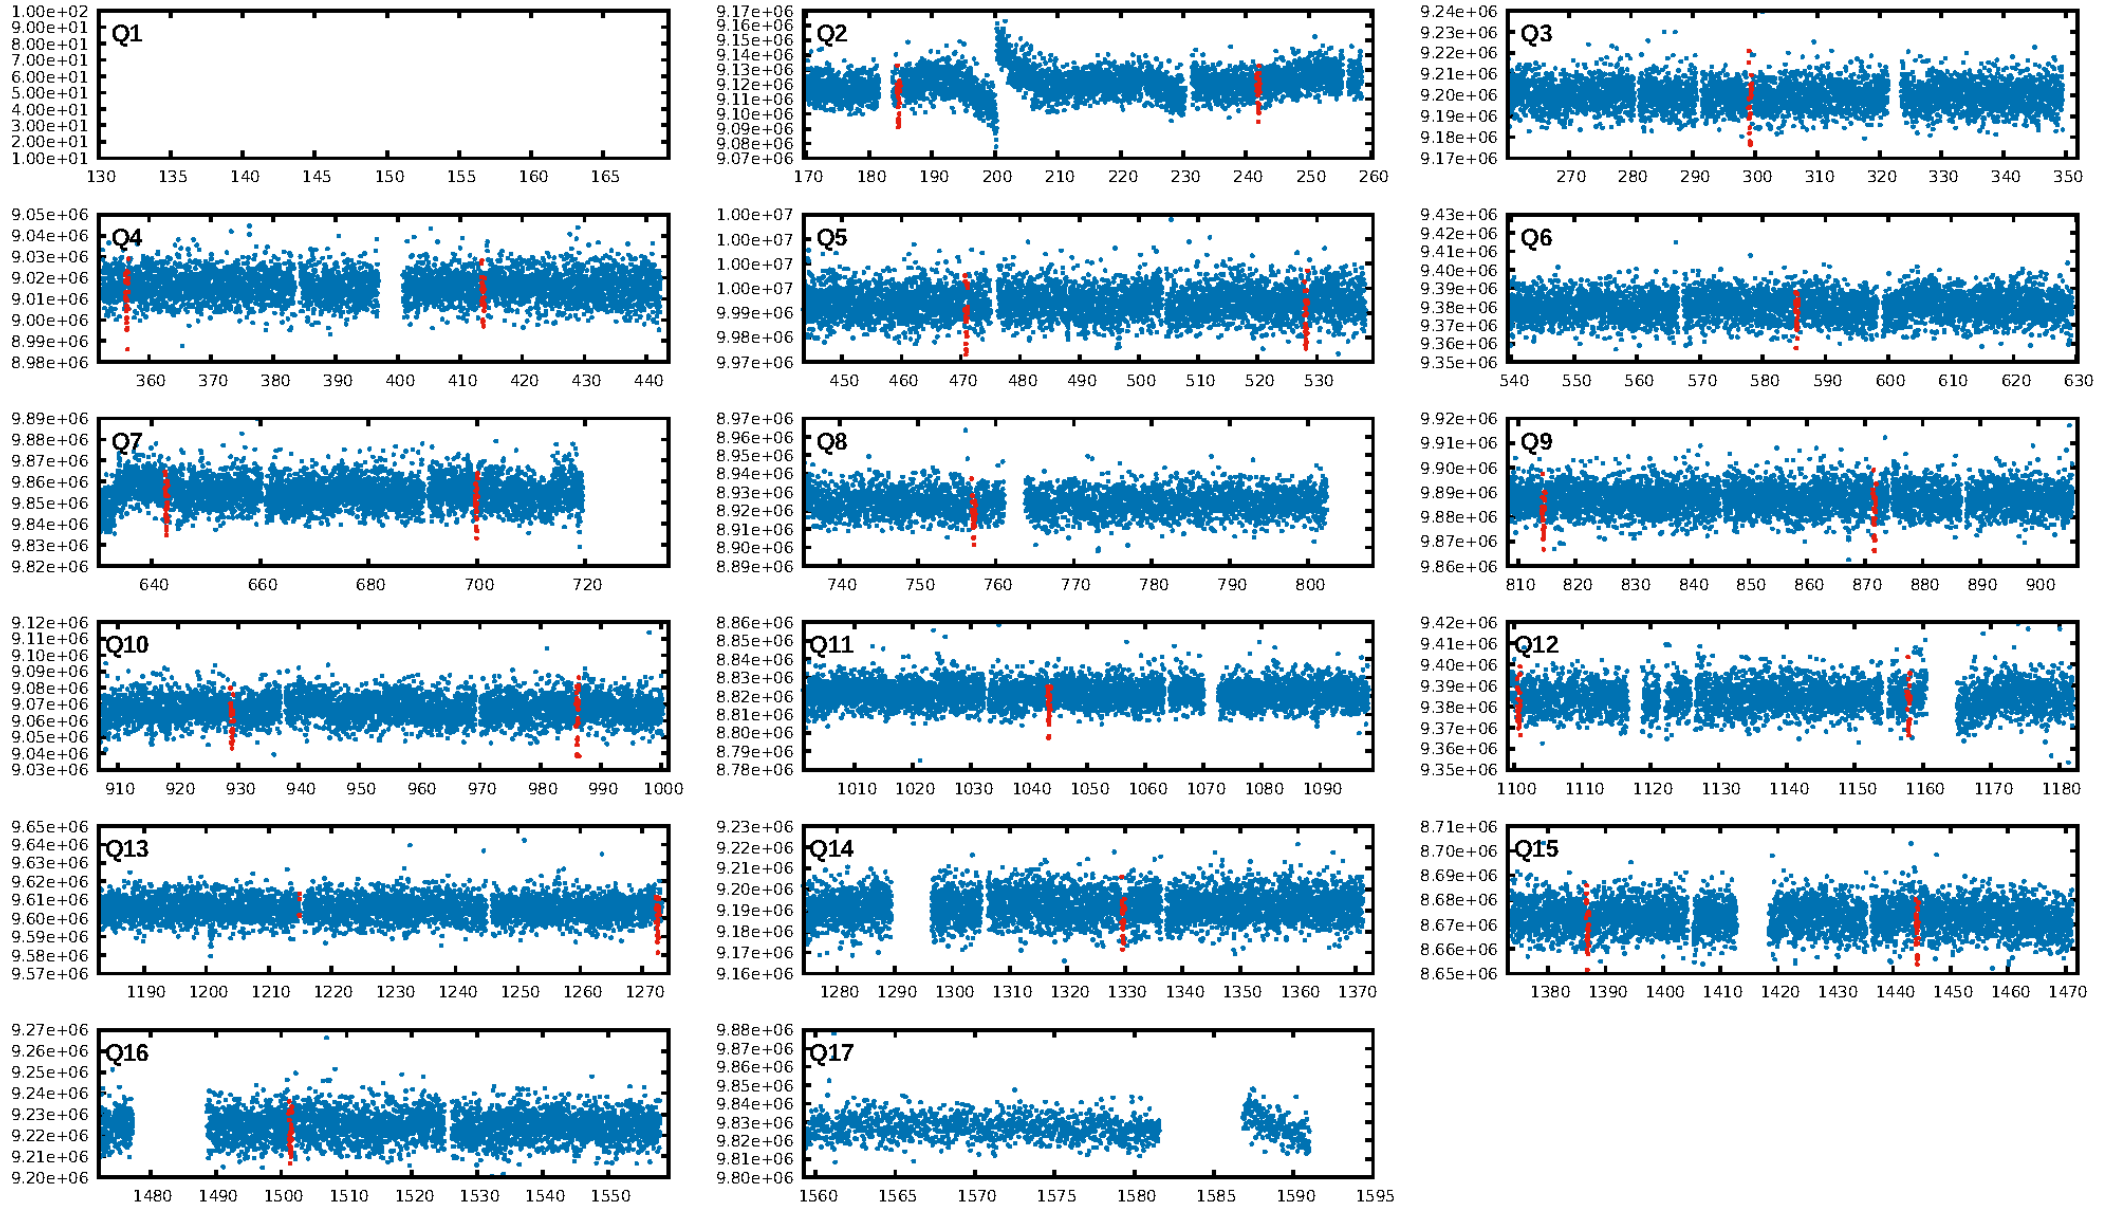 1.00e+02
9.00e+01
8.00e+01
7.00e+01
6.00e+01
5.00e+01
4.00e+01
3.00e+01
2.00e+01
1.00e+01
Q1
130 135 140 145 150 155 160 165
9.17e+06
9.16e+06
9.15e+06
9.14e+06
9.13e+06
9.12e+06
9.11e+06
9.10e+06
9.09e+06
9.08e+06
9.07e+06
Q2
170 180 190 200 210 220 230 240 250 260
9.24e+06
9.23e+06
9.22e+06
9.21e+06
9.20e+06
9.19e+06
9.18e+06
9.17e+06
Q3
270 280 290 300 310 320 330 340 350
9.05e+06
9.04e+06
9.03e+06
9.02e+06
9.01e+06
9.00e+06
8.99e+06
8.98e+06
Q4
360 370 380 390 400 410 420 430 440
1.00e+07
1.00e+07
1.00e+07
1.00e+07
9.99e+06
9.98e+06
9.97e+06
Q5
450 460 470 480 490 500 510 520 530
9.43e+06
9.42e+06
9.41e+06
9.40e+06
9.39e+06
9.38e+06
9.37e+06
9.36e+06
9.35e+06
Q6
540 550 560 570 580 590 600 610 620 630
9.89e+06
9.88e+06
9.87e+06
9.86e+06
9.85e+06
9.84e+06
9.83e+06
9.82e+06
Q7
640 660 680 700 720
8.97e+06
8.96e+06
8.95e+06
8.94e+06
8.93e+06
8.92e+06
8.91e+06
8.90e+06
8.89e+06
Q8
740 750 760 770 780 790 800
9.92e+06
9.91e+06
9.90e+06
9.89e+06
9.88e+06
9.87e+06
9.86e+06
Q9
810 820 830 840 850 860 870 880 890 900
9.12e+06
9.11e+06
9.10e+06
9.09e+06
9.08e+06
9.07e+06
9.06e+06
9.05e+06
9.04e+06
9.03e+06
Q10
910 920 930 940 950 960 970 980 990 1000
8.86e+06
8.85e+06
8.84e+06
8.83e+06
8.82e+06
8.81e+06
8.80e+06
8.79e+06
8.78e+06
Q11
1010 1020 1030 1040 1050 1060 1070 1080 1090
9.42e+06
9.41e+06
9.40e+06
9.39e+06
9.38e+06
9.37e+06
9.36e+06
9.35e+06
Q12
1100 1110 1120 1130 1140 1150 1160 1170 1180
9.65e+06
9.64e+06
9.63e+06
9.62e+06
9.61e+06
9.60e+06
9.59e+06
9.58e+06
9.57e+06
Q13
1190 1200 1210 1220 1230 1240 1250 1260 1270
9.23e+06
9.22e+06
9.21e+06
9.20e+06
9.19e+06
9.18e+06
9.17e+06
9.16e+06
Q14
1280 1290 1300 1310 1320 1330 1340 1350 1360 1370
8.71e+06
8.70e+06
8.69e+06
8.68e+06
8.67e+06
8.66e+06
8.65e+06
Q15
1380 1390 1400 1410 1420 1430 1440 1450 1460 1470
9.27e+06
9.26e+06
9.25e+06
9.24e+06
9.23e+06
9.22e+06
9.21e+06
9.20e+06
Q16
1480 1490 1500 1510 1520 1530 1540 1550
9.88e+06
9.87e+06
9.86e+06
9.85e+06
9.84e+06
9.83e+06
9.82e+06
9.81e+06
9.80e+06
Q17
1560 1565 1570 1575 1580 1585 1590 1595